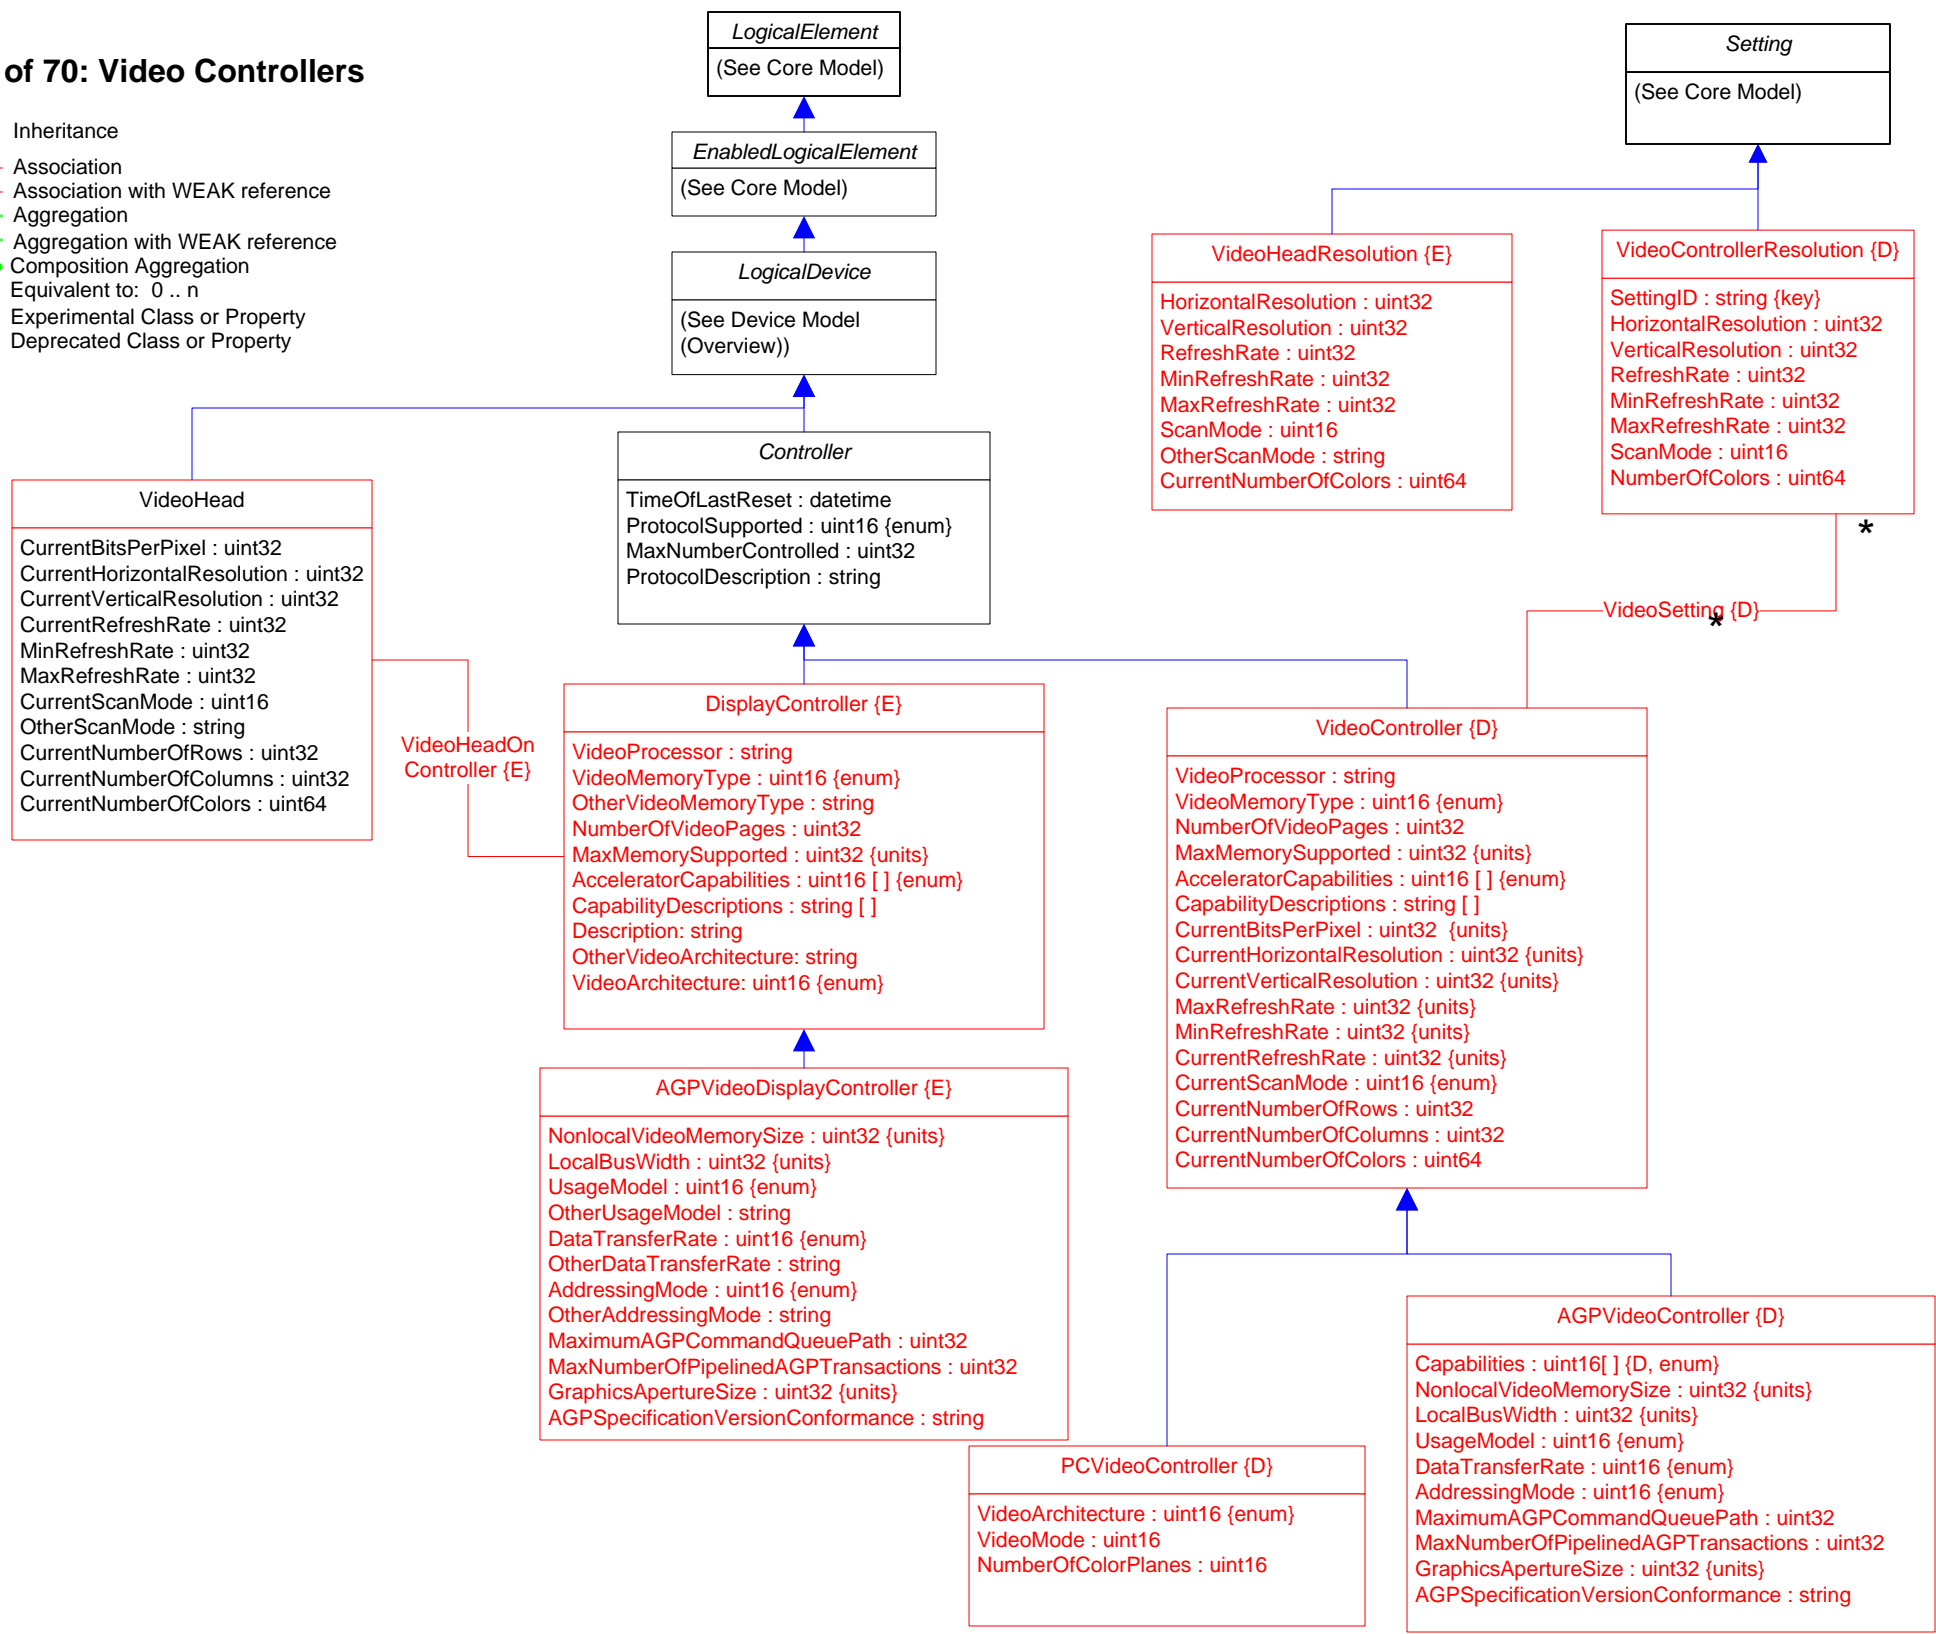 of 70: Video Controllers
Inheritance
Association
Association with WEAK reference
Aggregation
Aggregation with WEAK reference
Composition Aggregation
Equivalent to: 0 .. n
Experimental Class or Property
Deprecated Class or Property
LogicalElement
(See Core Model)
EnabledLogicalElement
(See Core Model)
LogicalDevice
(See Device Model
(Overview))
Setting
(See Core Model)
VideoHeadResolution {E}
HorizontalResolution : uint32
VerticalResolution : uint32
RefreshRate : uint32
MinRefreshRate : uint32
MaxRefreshRate : uint32
ScanMode : uint16
OtherScanMode : string
CurrentNumberOfColors : uint64
VideoControllerResolution {D}
SettingID : string {key}
HorizontalResolution : uint32
VerticalResolution : uint32
RefreshRate : uint32
MinRefreshRate : uint32
MaxRefreshRate : uint32
ScanMode : uint16
NumberOfColors : uint64
*
VideoSetting {D}
*
Controller
TimeOfLastReset : datetime
ProtocolSupported : uint16 {enum}
MaxNumberControlled : uint32
ProtocolDescription : string
VideoHead
CurrentBitsPerPixel : uint32
CurrentHorizontalResolution : uint32
CurrentVerticalResolution : uint32
CurrentRefreshRate : uint32
MinRefreshRate : uint32
MaxRefreshRate : uint32
CurrentScanMode : uint16
OtherScanMode : string
CurrentNumberOfRows : uint32
CurrentNumberOfColumns : uint32
CurrentNumberOfColors : uint64
VideoHeadOn
Controller {E}
DisplayController {E}
VideoProcessor : string
VideoMemoryType : uint16 {enum}
OtherVideoMemoryType : string
NumberOfVideoPages : uint32
MaxMemorySupported : uint32 {units}
AcceleratorCapabilities : uint16 [ ] {enum}
CapabilityDescriptions : string [ ]
Description: string
OtherVideoArchitecture: string
VideoArchitecture: uint16 {enum}
VideoController {D}
VideoProcessor : string
VideoMemoryType : uint16 {enum}
NumberOfVideoPages : uint32
MaxMemorySupported : uint32 {units}
AcceleratorCapabilities : uint16 [ ] {enum}
CapabilityDescriptions : string [ ]
CurrentBitsPerPixel : uint32 {units}
CurrentHorizontalResolution : uint32 {units}
CurrentVerticalResolution : uint32 {units}
MaxRefreshRate : uint32 {units}
MinRefreshRate : uint32 {units}
CurrentRefreshRate : uint32 {units}
CurrentScanMode : uint16 {enum}
CurrentNumberOfRows : uint32
CurrentNumberOfColumns : uint32
CurrentNumberOfColors : uint64
AGPVideoDisplayController {E}
NonlocalVideoMemorySize : uint32 {units}
LocalBusWidth : uint32 {units}
UsageModel : uint16 {enum}
OtherUsageModel : string
DataTransferRate : uint16 {enum}
OtherDataTransferRate : string
AddressingMode : uint16 {enum}
OtherAddressingMode : string
MaximumAGPCommandQueuePath : uint32
MaxNumberOfPipelinedAGPTransactions : uint32
GraphicsApertureSize : uint32 {units}
AGPSpecificationVersionConformance : string
PCVideoController {D}
VideoArchitecture : uint16 {enum}
VideoMode : uint16
NumberOfColorPlanes : uint16
AGPVideoController {D}
Capabilities : uint16[ ] {D, enum}
NonlocalVideoMemorySize : uint32 {units}
LocalBusWidth : uint32 {units}
UsageModel : uint16 {enum}
DataTransferRate : uint16 {enum}
AddressingMode : uint16 {enum}
MaximumAGPCommandQueuePath : uint32
MaxNumberOfPipelinedAGPTransactions : uint32
GraphicsApertureSize : uint32 {units}
AGPSpecificationVersionConformance : string